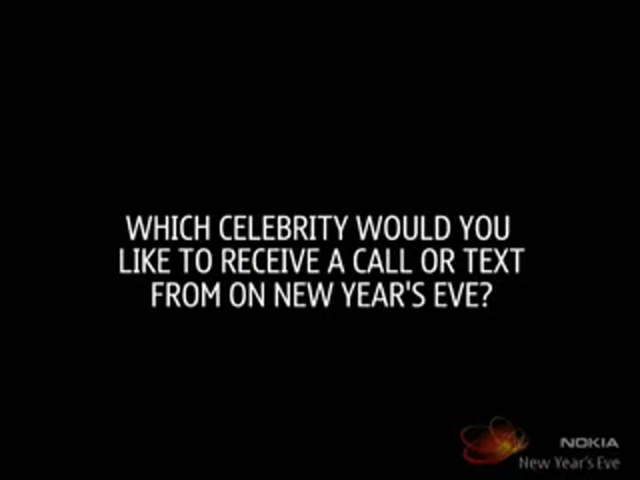 WHICH CELEBRITY WOULD YOU
LIKE TO RECEIVE A CALL OR TEXT
FROM ON NEW YEAR'S EVE?
NOKIA
New Year's Eve